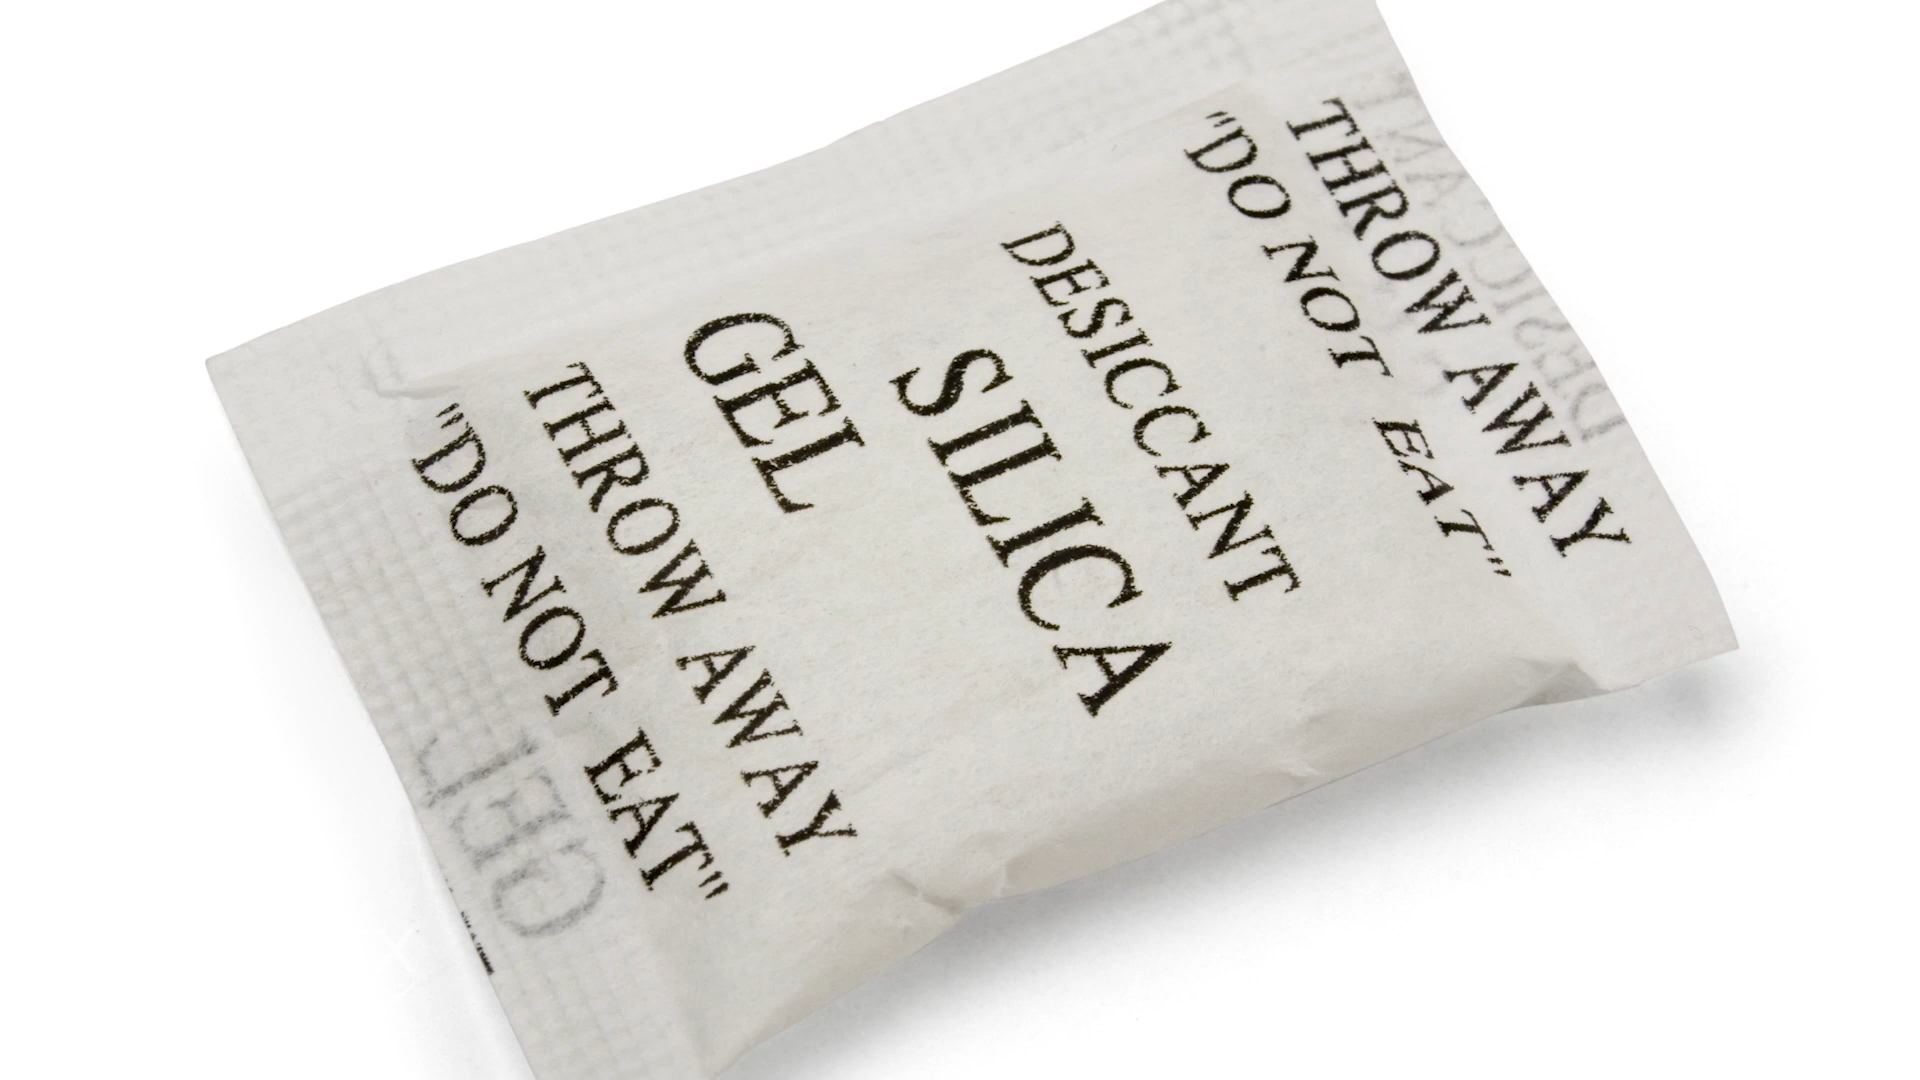 THROW AWAY
"DO NOT EAT"
DESICCANT
SILICA
GEL
THROW AWAY
"DO NOT EAT"